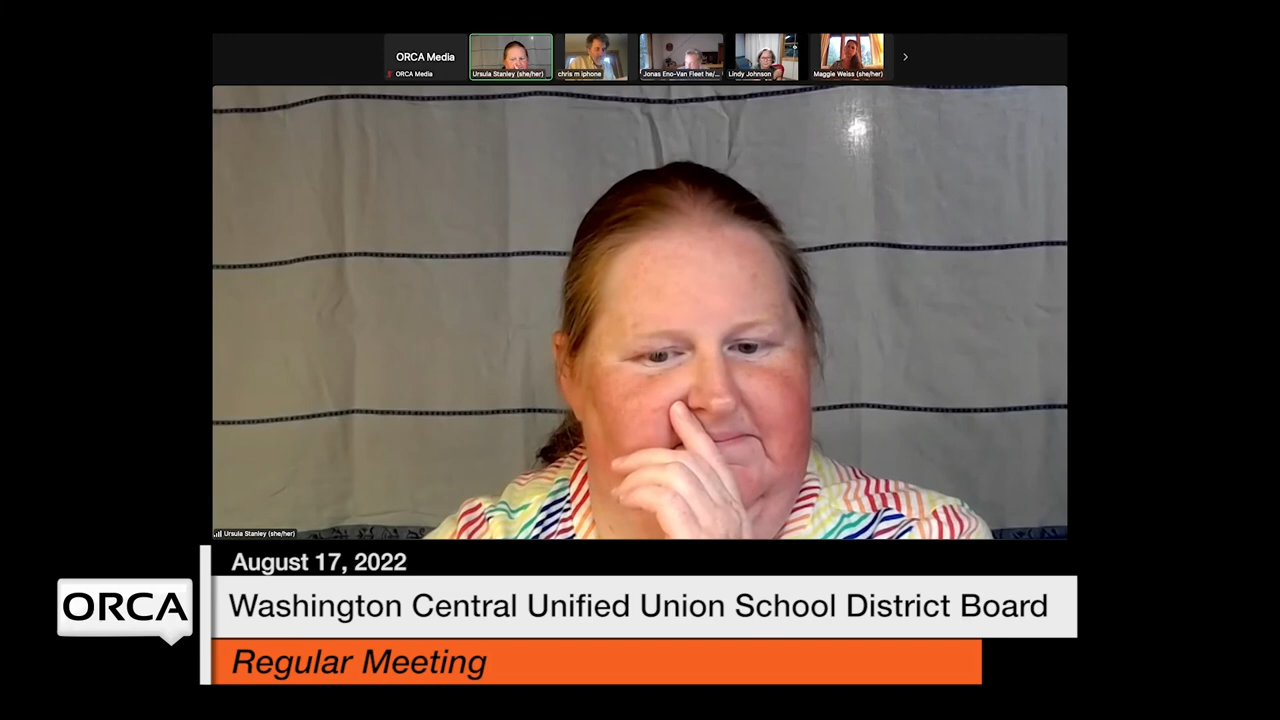 ORCA Media
ORCA Media
Ursula Stanley (she/her)
chris m iphone
Jonas Eno-Van Fleet he/...
Lindy Johnson
Maggie Weiss (she/her)
Ursula Stanley (she/her)
August 17, 2022
ORCA
Washington Central Unified Union School District Board
Regular Meeting